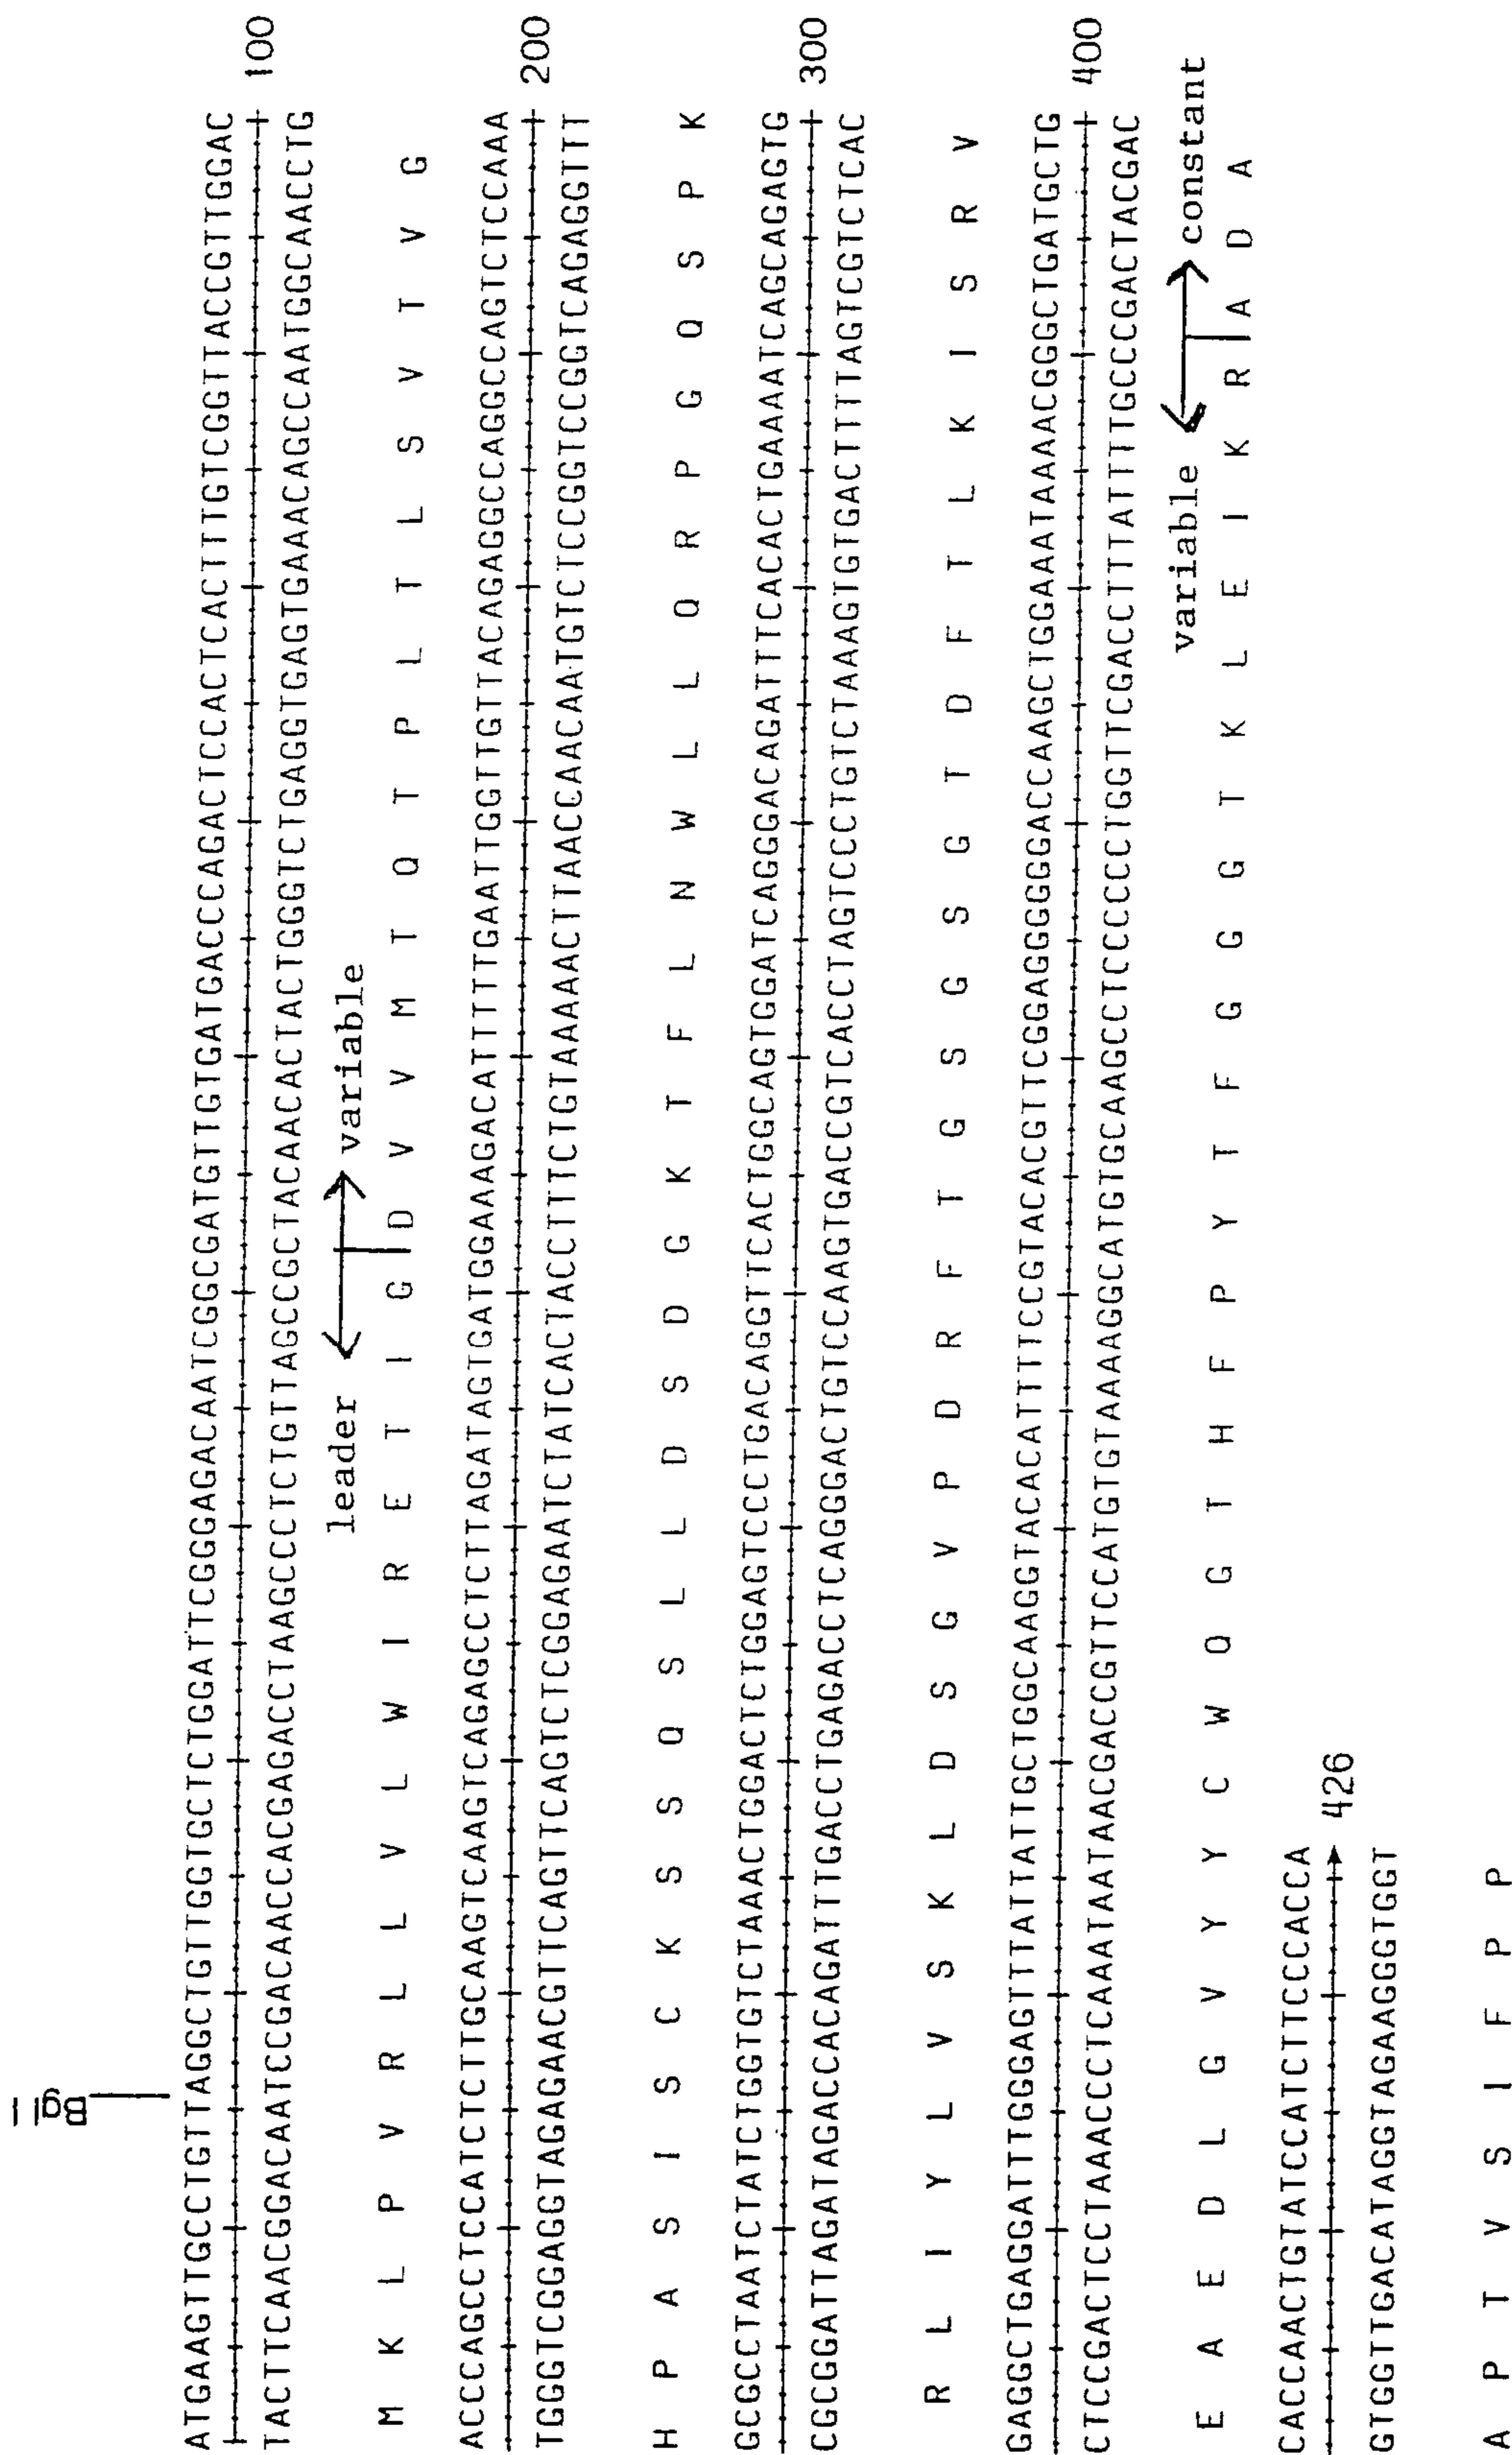 Bgl I
ATGAAGTTGCCTGTTAGGCTGTTGGTGCTCTGGATTCGGGAGACAATCGGCGATGTTGTGATGACCCAGACTCCACTCACTTTGTCGGTTACCGTTGGAC
100
TACTTCAACGGACAATCCGACAACCACGAGACCTAAGCCCTCTGTTAGCCGCTACAACACTACTGGGTCTGAGGTGAGTGAAACAGCCAATGGCAACCTG
leader variable
M K L P V R L L V L W I R E T I G D V V M T Q T P L T L S V T V G
ACCCAGCCTCCATCTCTTGCAAGTCAAGTCAGAGCCTCTTAGATAGTGATGGAAAGACATTTTTGAATTGGTTGTTACAGAGGCCAGGCCAGTCTCCAAA
200
TGGGTCGGAGGTAGAGAACGTTCAGTTCAGTCTCGGAGAATCTATCACTACCTTTCTGTAAAAACTTAACCAACAATGTCTCCGGTCCGGTCAGAGGTTT
H P A S I S C K S S Q S L L D S D G K T F L N W L L Q R P G Q S P K
GCGCCTAATCTATCTGGTGTCTAAACTGGACTCTGGAGTCCCTGACAGGTTCACTGGCAGTGGATCAGGGACAGATTTCACACTGAAAATCAGCAGAGTG
300
CGCGGATTAGATAGACCACAGATTTGACCTGAGACCTCAGGGACTGTCCAAGTGACCGTCACCTAGTCCCTGTCTAAAGTGTGACTTTTAGTCGTCTCAC
R L I Y L V S K L D S G V P D R F T G S G S G T D F T L K I S R V
GAGGCTGAGGATTTGGGAGTTTATTATTGCTGGCAAGGTACACATTTTCCGTACACGTTCGGAGGGGGGACCAAGCTGGAAATAAAACGGGCTGATGCTG
400
CTCCGACTCCTAAACCCTCAAATAATAACGACCGTTCCATGTGTAAAAGGCATGTGCAAGCCTCCCCCCTGGTTCGACCTTTATTTTGCCCGACTACGAC
variable constant
E A E D L G V Y Y C W Q G T H F P Y T F G G G T K L E I K R A D A
CACCAACTGTATCCATCTTCCCACCA
426
GTGGTTGACATAGGTAGAAGGGTGGT
A P T V S I F P P